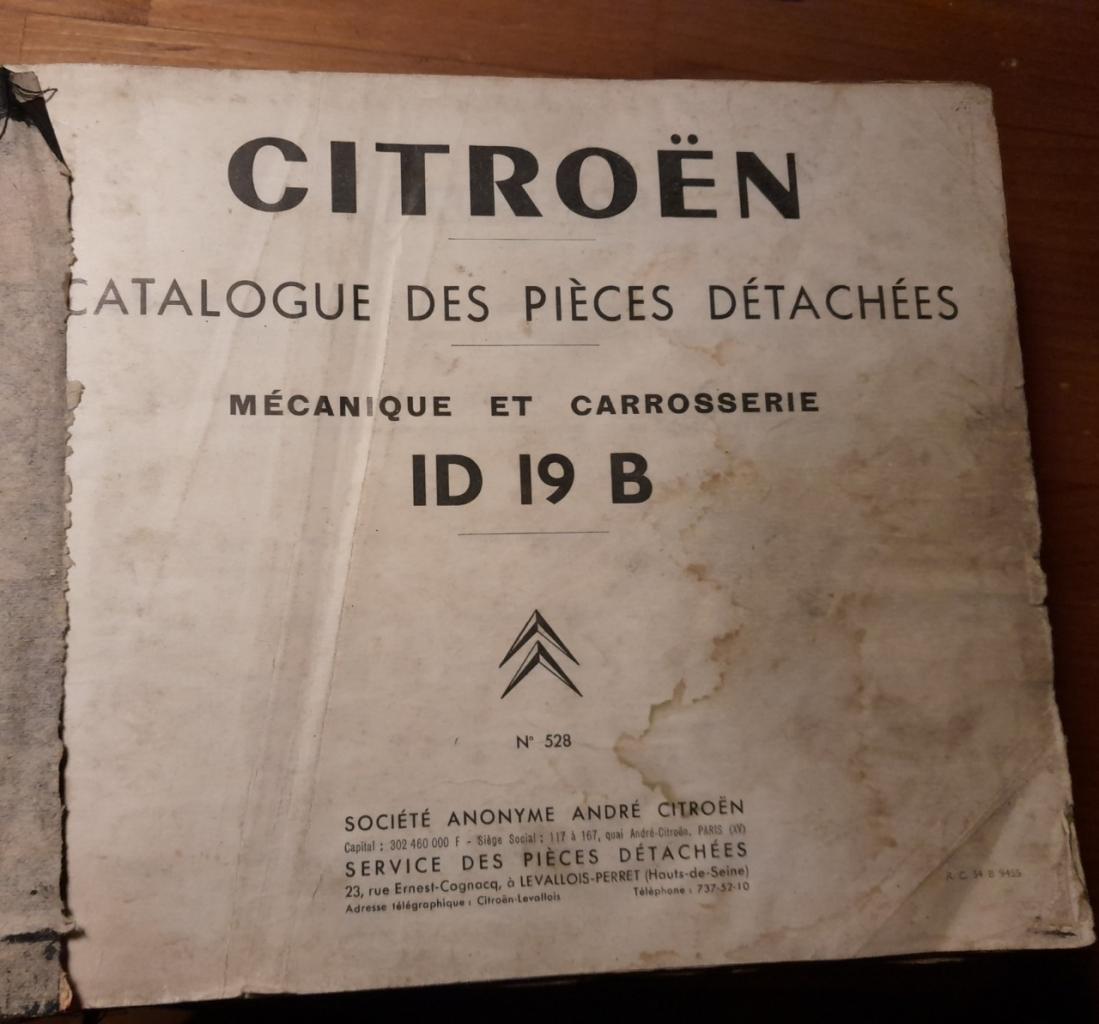 CITROËN
CATALOGUE DES PIÈCES DÉTACHÉES
MÉCANIQUE ET CARROSSERIE
ID 19 B
N° 528
SOCIÉTÉ ANONYME ANDRÉ CITROËN
Capital : 302 460 000 F - Siège Social : 117 à 167, quai André-Citroën, PARIS (XV)
SERVICE DES PIÈCES DÉTACHÉES
23, rue Ernest-Cognacq, à LEVALLOIS-PERRET (Hauts-de-Seine)
Adresse télégraphique : Citroën-Levallois Téléphone : 737-52-10
R. C. 54 B 9455